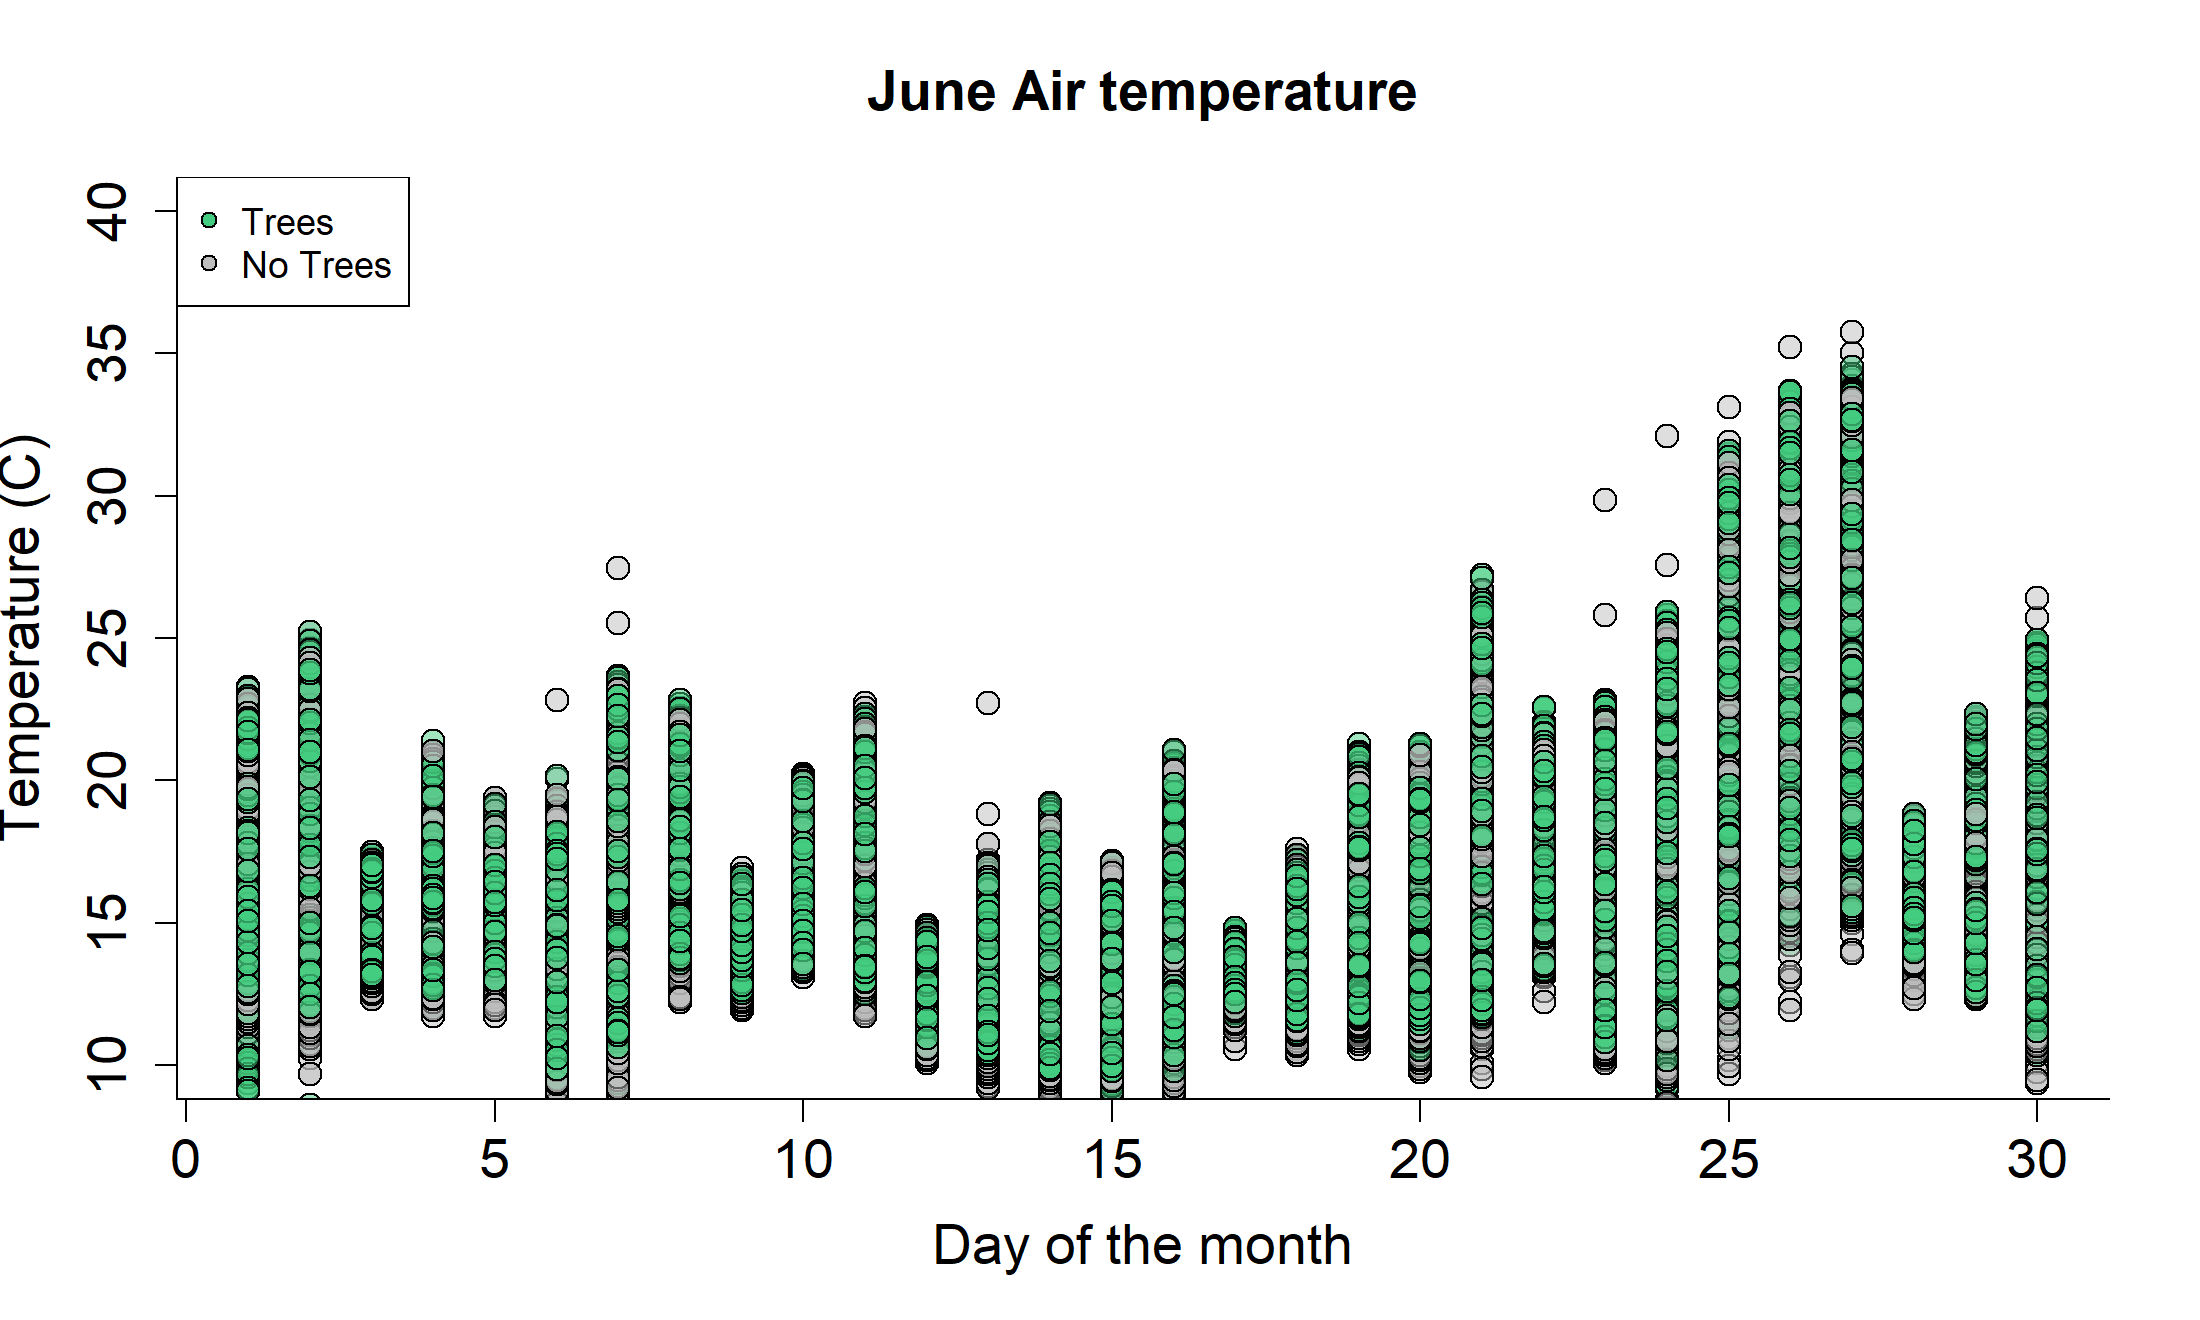 June Air temperature
Trees
No Trees
40
35
30
25
20
15
10
Temperature (C)
0 5 10 15 20 25 30
Day of the month